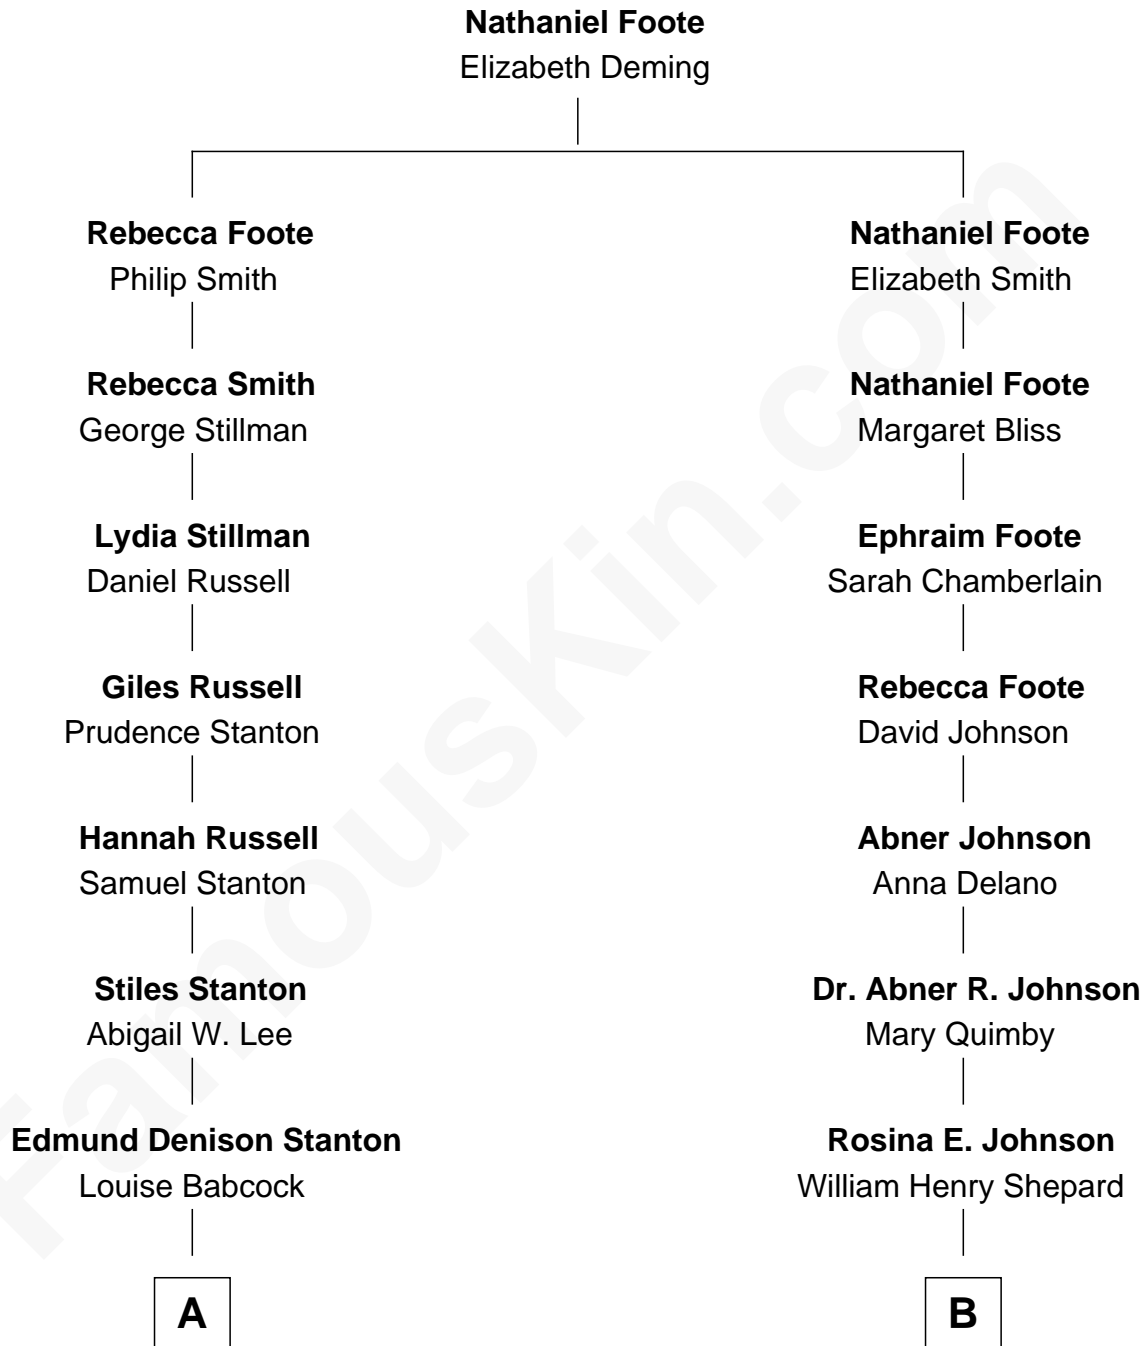 Nathaniel Foote
Elizabeth Deming
Rebecca Foote
Philip Smith
Nathaniel Foote
Elizabeth Smith
Rebecca Smith
George Stillman
Nathaniel Foote
Margaret Bliss
Lydia Stillman
Daniel Russell
Ephraim Foote
Sarah Chamberlain
Giles Russell
Prudence Stanton
Rebecca Foote
David Johnson
Hannah Russell
Samuel Stanton
Abner Johnson
Anna Delano
Stiles Stanton
Abigail W. Lee
Dr. Abner R. Johnson
Mary Quimby
Edmund Denison Stanton
Louise Babcock
Rosina E. Johnson
William Henry Shepard
A
B
FamousKin.com